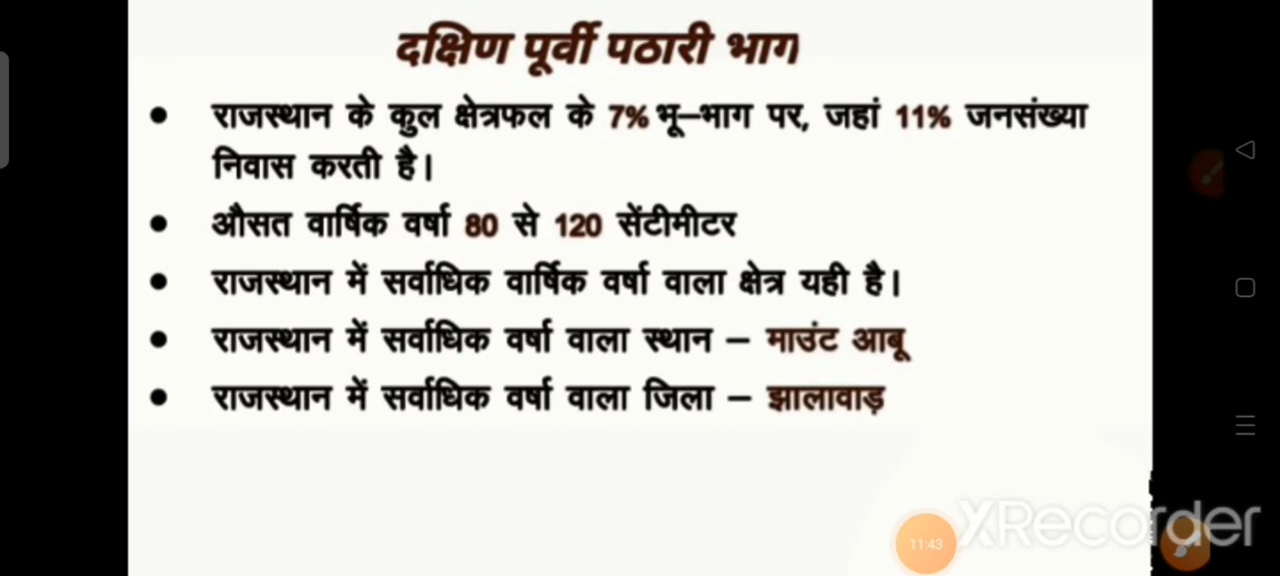 दक्षिण पूर्वी पठारी भाग
• राजस्थान के कुल क्षेत्रफल के 7% भू–भाग पर, जहां 11% जनसंख्या
निवास करती है।
• औसत वार्षिक वर्षा 80 से 120 सेंटीमीटर
• राजस्थान में सर्वाधिक वार्षिक वर्षा वाला क्षेत्र यही है।
• राजस्थान में सर्वाधिक वर्षा वाला स्थान – माउंट आबू
• राजस्थान में सर्वाधिक वर्षा वाला जिला – झालावाड़
11:43
XRecorder